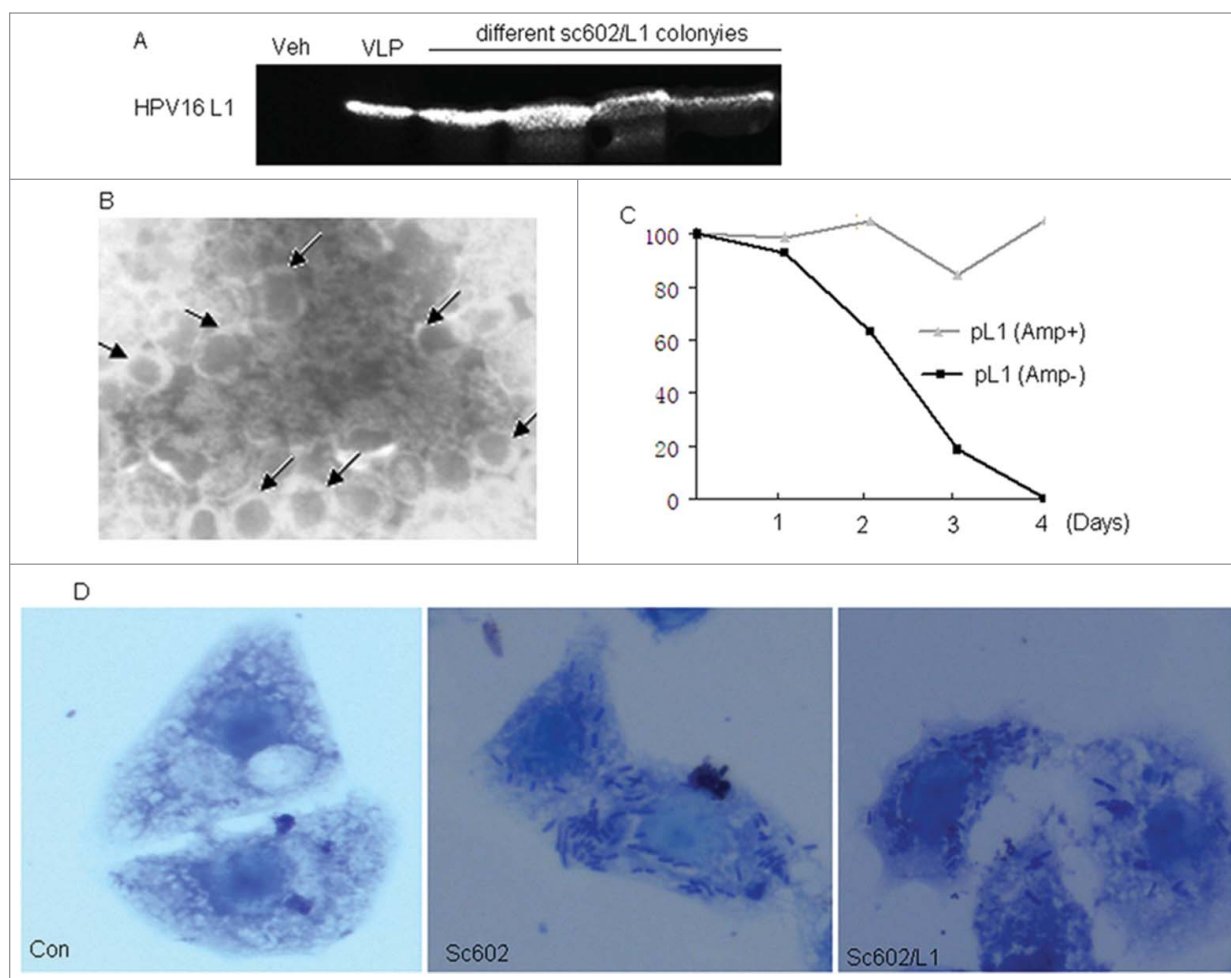 A
Veh
VLP
different sc602/L1 colonyies
HPV16 L1
B
C
100
80
60
40
20
0
pL1 (Amp+)
pL1 (Amp-)
1 2 3 4 (Days)
D
Con
Sc602
Sc602/L1